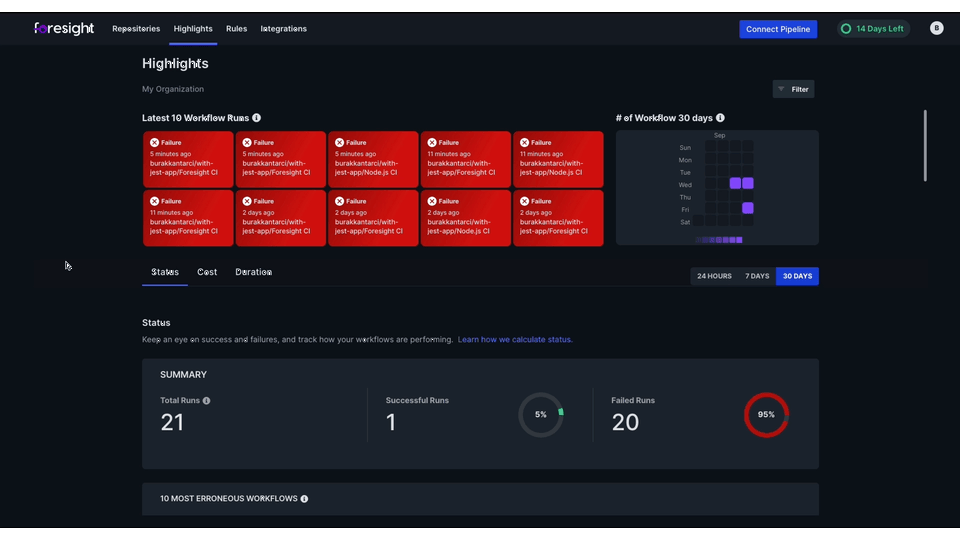 foresight
Repositories Highlights Rules Integrations Connect Pipeline 14 Days Left B
Highlights
My Organization
Filter
Latest 10 Workflow Runs
# of Workflow 30 days
Failure
5 minutes ago
burakkantarci/with-
jest-app/Foresight CI
Failure
5 minutes ago
burakkantarci/with-
jest-app/Foresight CI
Failure
5 minutes ago
burakkantarci/with-
jest-app/Node.js CI
Failure
11 minutes ago
burakkantarci/with-
jest-app/Foresight CI
Failure
11 minutes ago
burakkantarci/with-
jest-app/Node.js CI
Failure
11 minutes ago
burakkantarci/with-
jest-app/Foresight CI
Failure
2 days ago
burakkantarci/with-
jest-app/Foresight CI
Failure
2 days ago
burakkantarci/with-
jest-app/Foresight CI
Failure
2 days ago
burakkantarci/with-
jest-app/Node.js CI
Failure
2 days ago
burakkantarci/with-
jest-app/Foresight CI
Sep
Sun
Mon
Tue
Wed
Thu
Fri
Sat
Status Cost Duration
24 HOURS 7 DAYS 30 DAYS
Status
Keep an eye on success and failures, and track how your workflows are performing. Learn how we calculate status.
SUMMARY
Total Runs
21
Successful Runs
1
5%
Failed Runs
20
95%
10 MOST ERRONEOUS WORKFLOWS